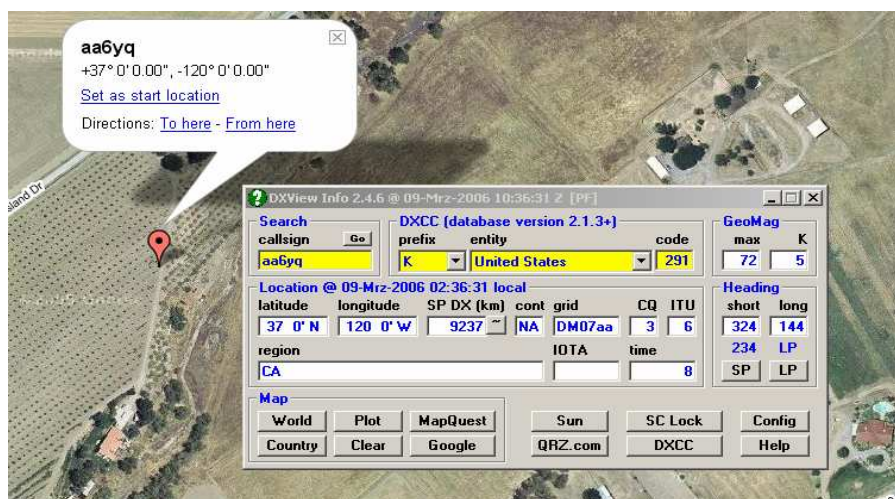 aa6yq
+37° 0' 0.00", -120° 0' 0.00"
Set as start location
Directions: To here - From here
sland Dr
DXView Info 2.4.6 @ 09-Mrz-2006 10:36:31 Z [PF]
Search DXCC (database version 2.1.3+) GeoMag
callsign Go prefix entity code max K
aa6yq K United States 291 72 5
Location @ 09-Mrz-2006 02:36:31 local Heading
latitude longitude SP DX (km) cont grid CQ ITU short long
37 0' N 120 0' W 9237 ~ NA DM07aa 3 6 324 144
region IOTA time 234 LP
CA 8 SP LP
Map
World Plot MapQuest Sun SC Lock Config
Country Clear Google QRZ.com DXCC Help